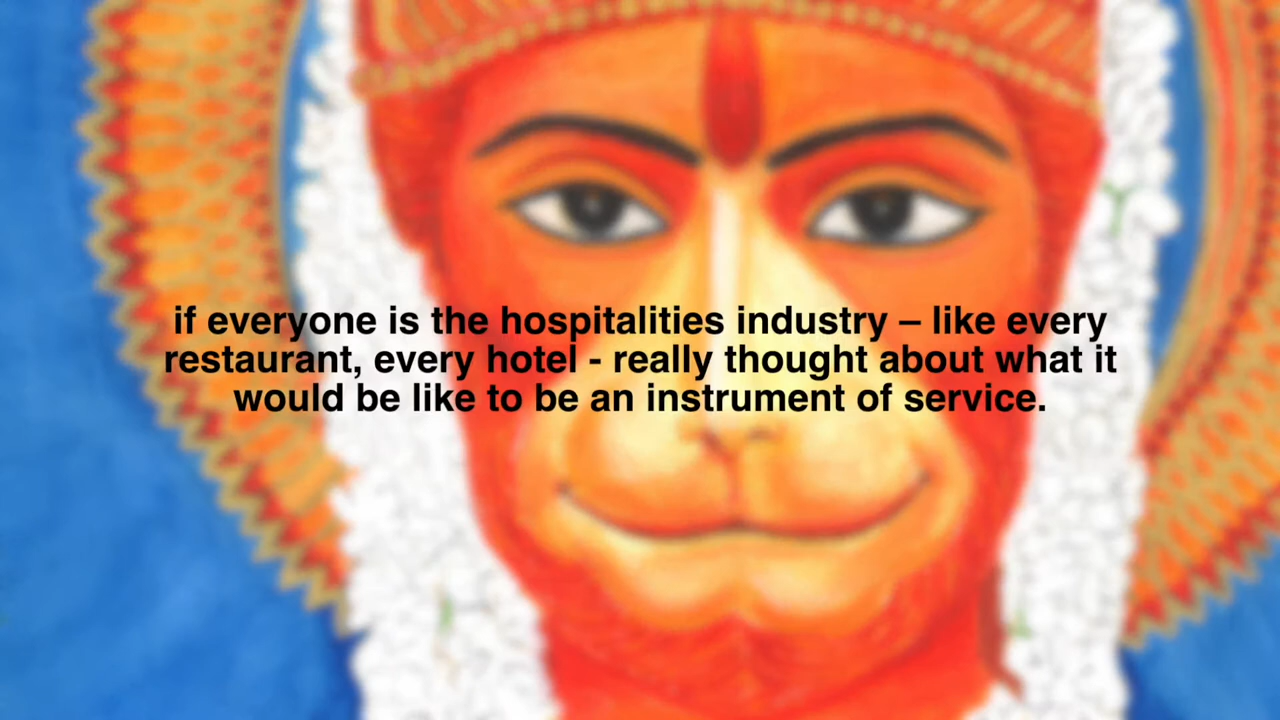 if everyone is the hospitalities industry – like every
restaurant, every hotel - really thought about what it
would be like to be an instrument of service.